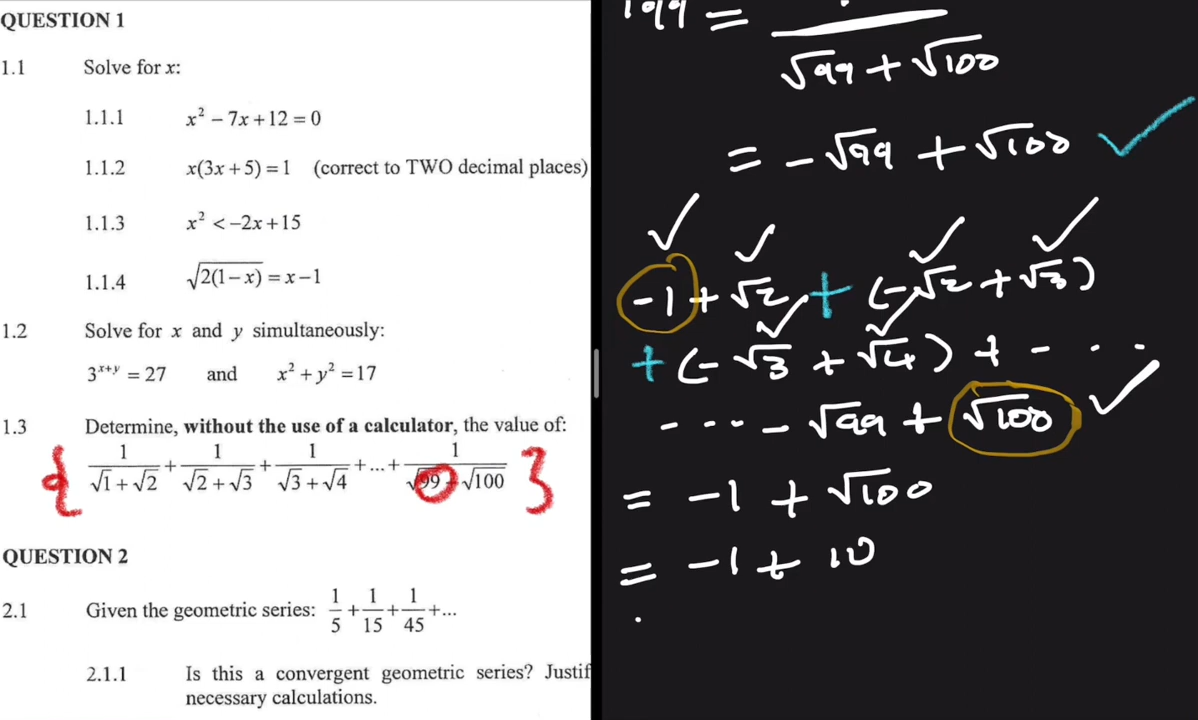 QUESTION 1
1.1 Solve for x:
1.1.1 x² − 7x + 12 = 0
1.1.2 x(3x + 5) = 1 (correct to TWO decimal places)
1.1.3 x² < −2x + 15
1.1.4 √(2(1 − x)) = x − 1
1.2 Solve for x and y simultaneously:
3^(x+y) = 27 and x² + y² = 17
1.3 Determine, without the use of a calculator, the value of:
{ 1/(√1 + √2) + 1/(√2 + √3) + 1/(√3 + √4) + ... + 1/(√99 + √100) }
QUESTION 2
2.1 Given the geometric series: 1/5 + 1/15 + 1/45 + ...
2.1.1 Is this a convergent geometric series? Justif
necessary calculations.
=
√99 + √100
= − √99 + √100 ✓
−1 + √2 + (−√2 + √3)
+ (− √3 + √4) + − ...
... − √99 + √100
= −1 + √100
= −1 + 10